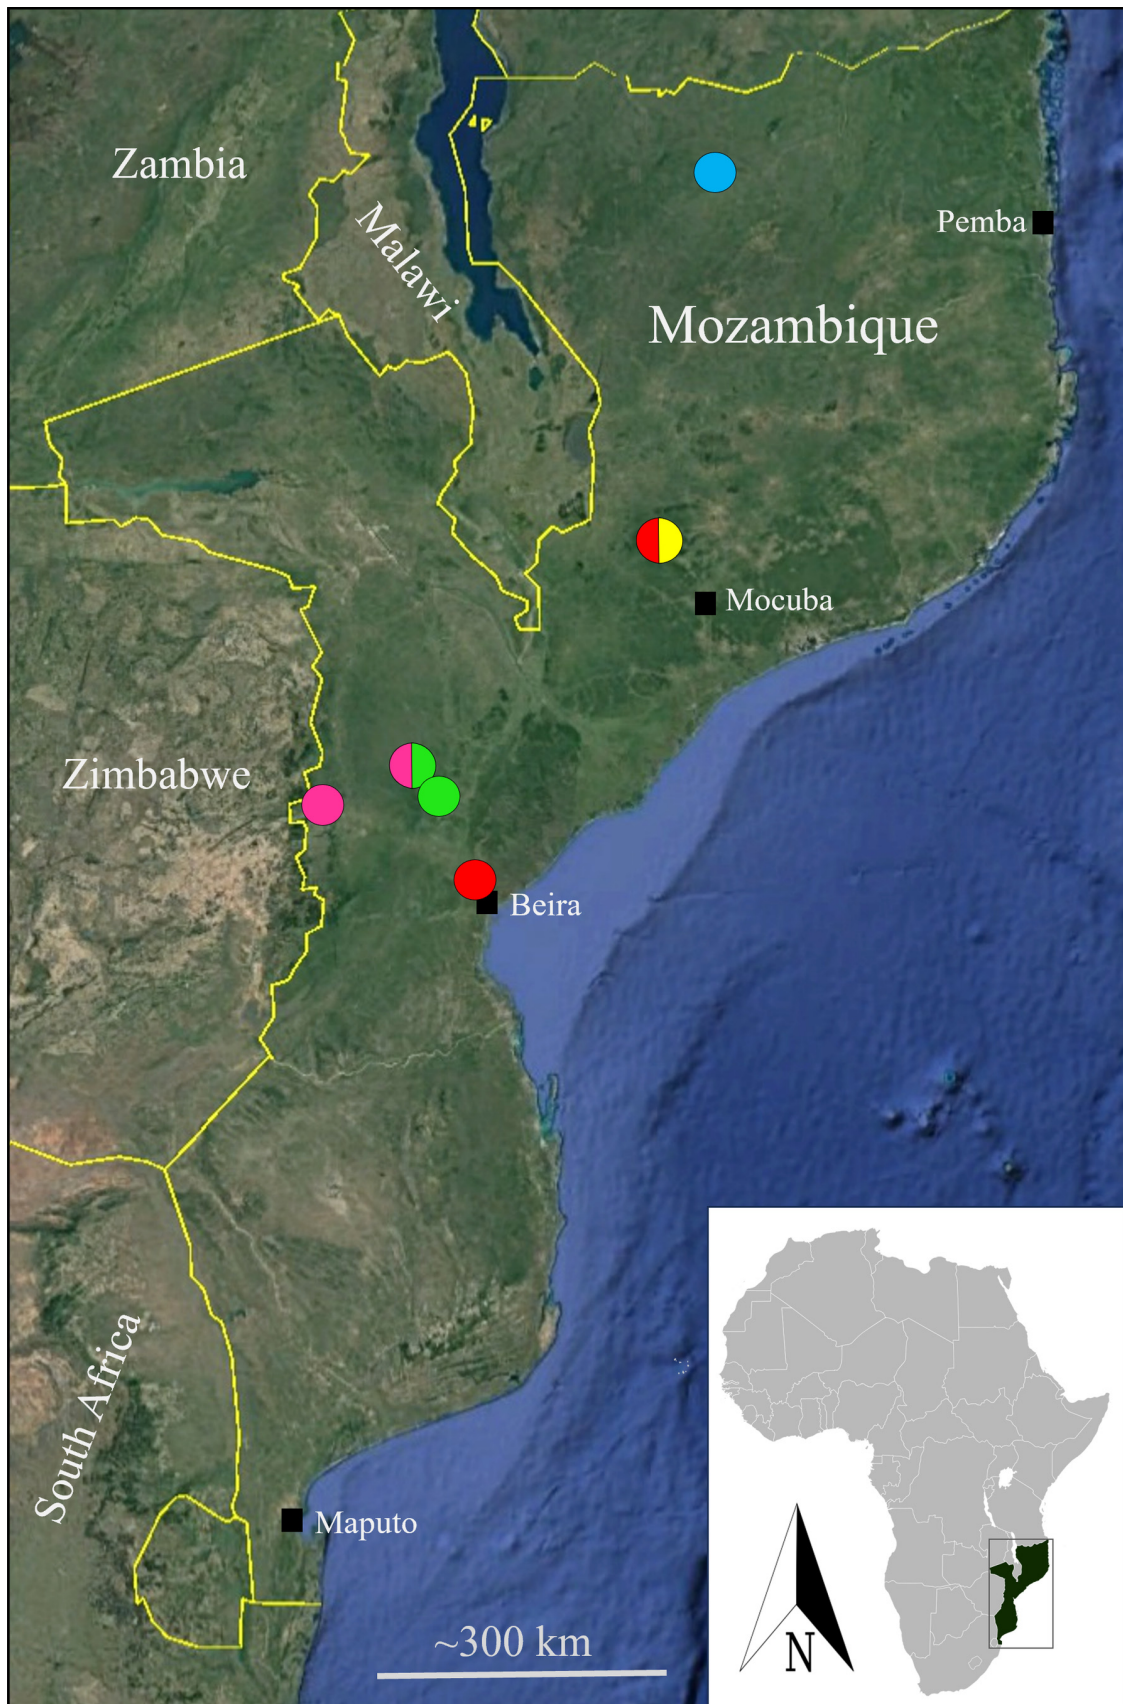 Zambia
Malawi
Pemba
Mozambique
Mocuba
Zimbabwe
Beira
South Africa
Maputo
~300 km
N